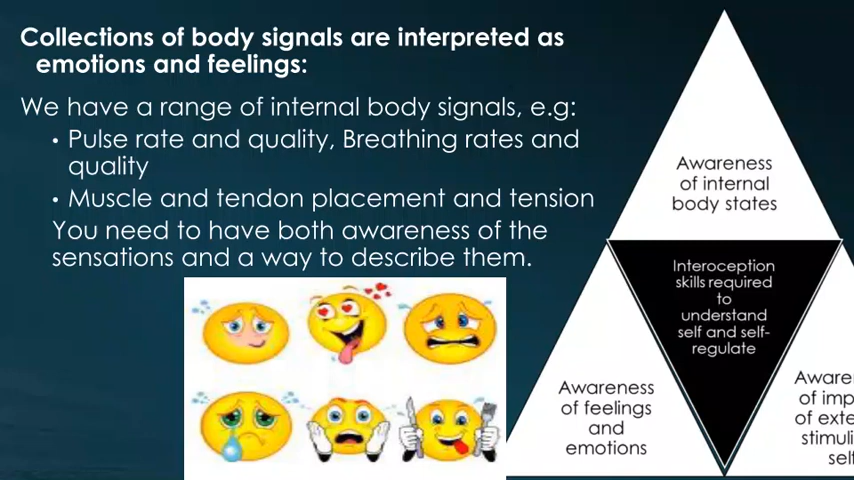 Collections of body signals are interpreted as
emotions and feelings:
We have a range of internal body signals, e.g:
• Pulse rate and quality, Breathing rates and
quality
• Muscle and tendon placement and tension
You need to have both awareness of the
sensations and a way to describe them.
Awareness
of internal
body states
Interoception
skills required
to
understand
self and self-
regulate
Awareness
of feelings
and
emotions
of
of
self